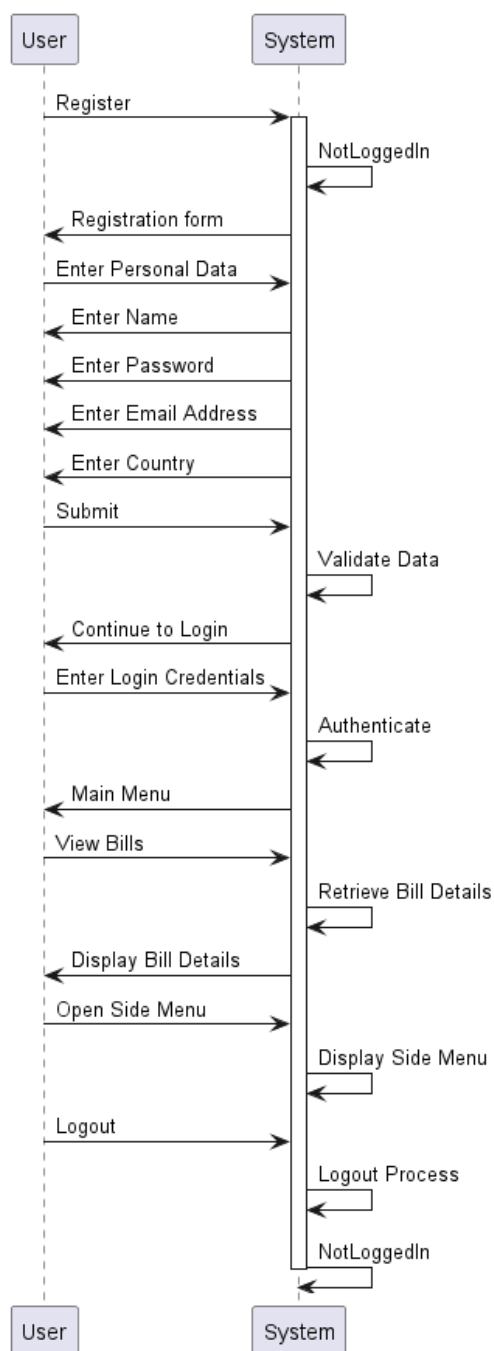 User
System
Register
NotLoggedIn
Registration form
Enter Personal Data
Enter Name
Enter Password
Enter Email Address
Enter Country
Submit
Validate Data
Continue to Login
Enter Login Credentials
Authenticate
Main Menu
View Bills
Retrieve Bill Details
Display Bill Details
Open Side Menu
Display Side Menu
Logout
Logout Process
NotLoggedIn
User
System